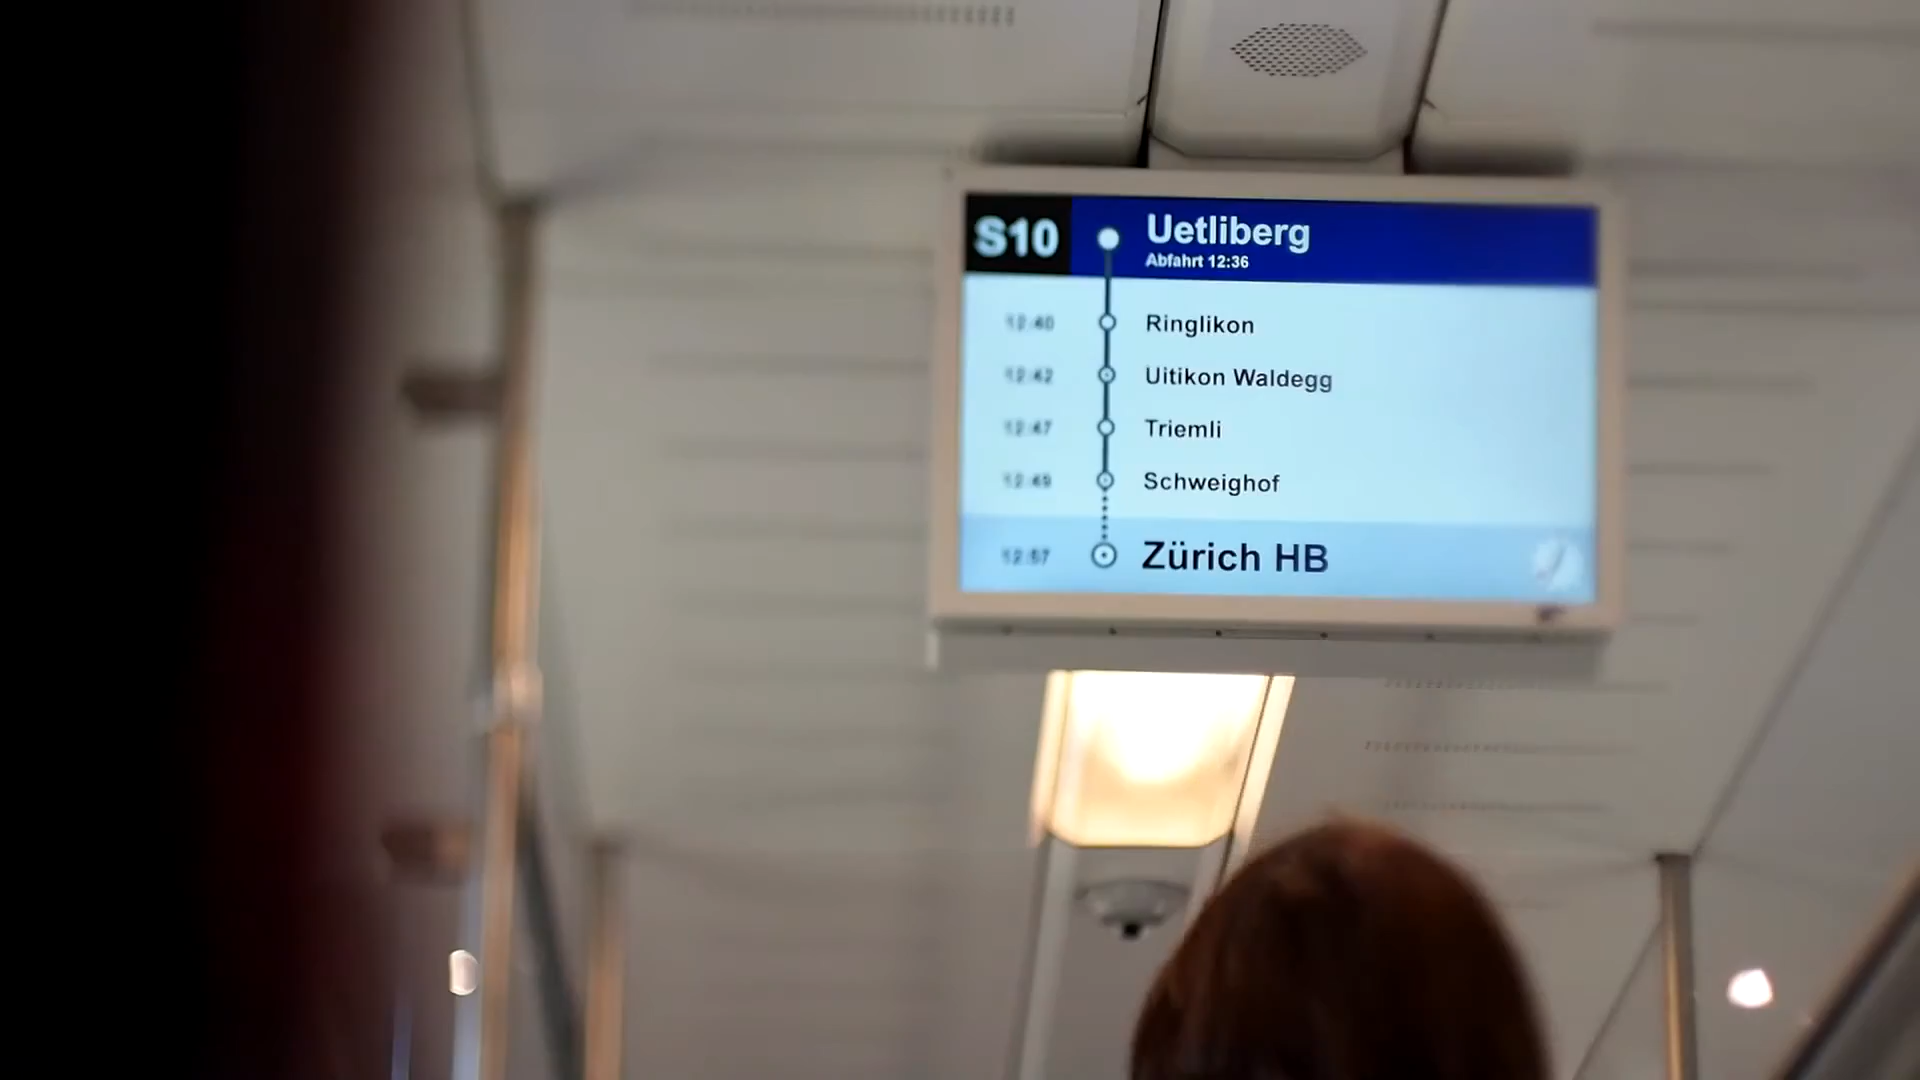 S10 Uetliberg
Abfahrt 12:36
12:40 Ringlikon
12:42 Uitikon Waldegg
12:47 Triemli
12:49 Schweighof
12:57 Zürich HB